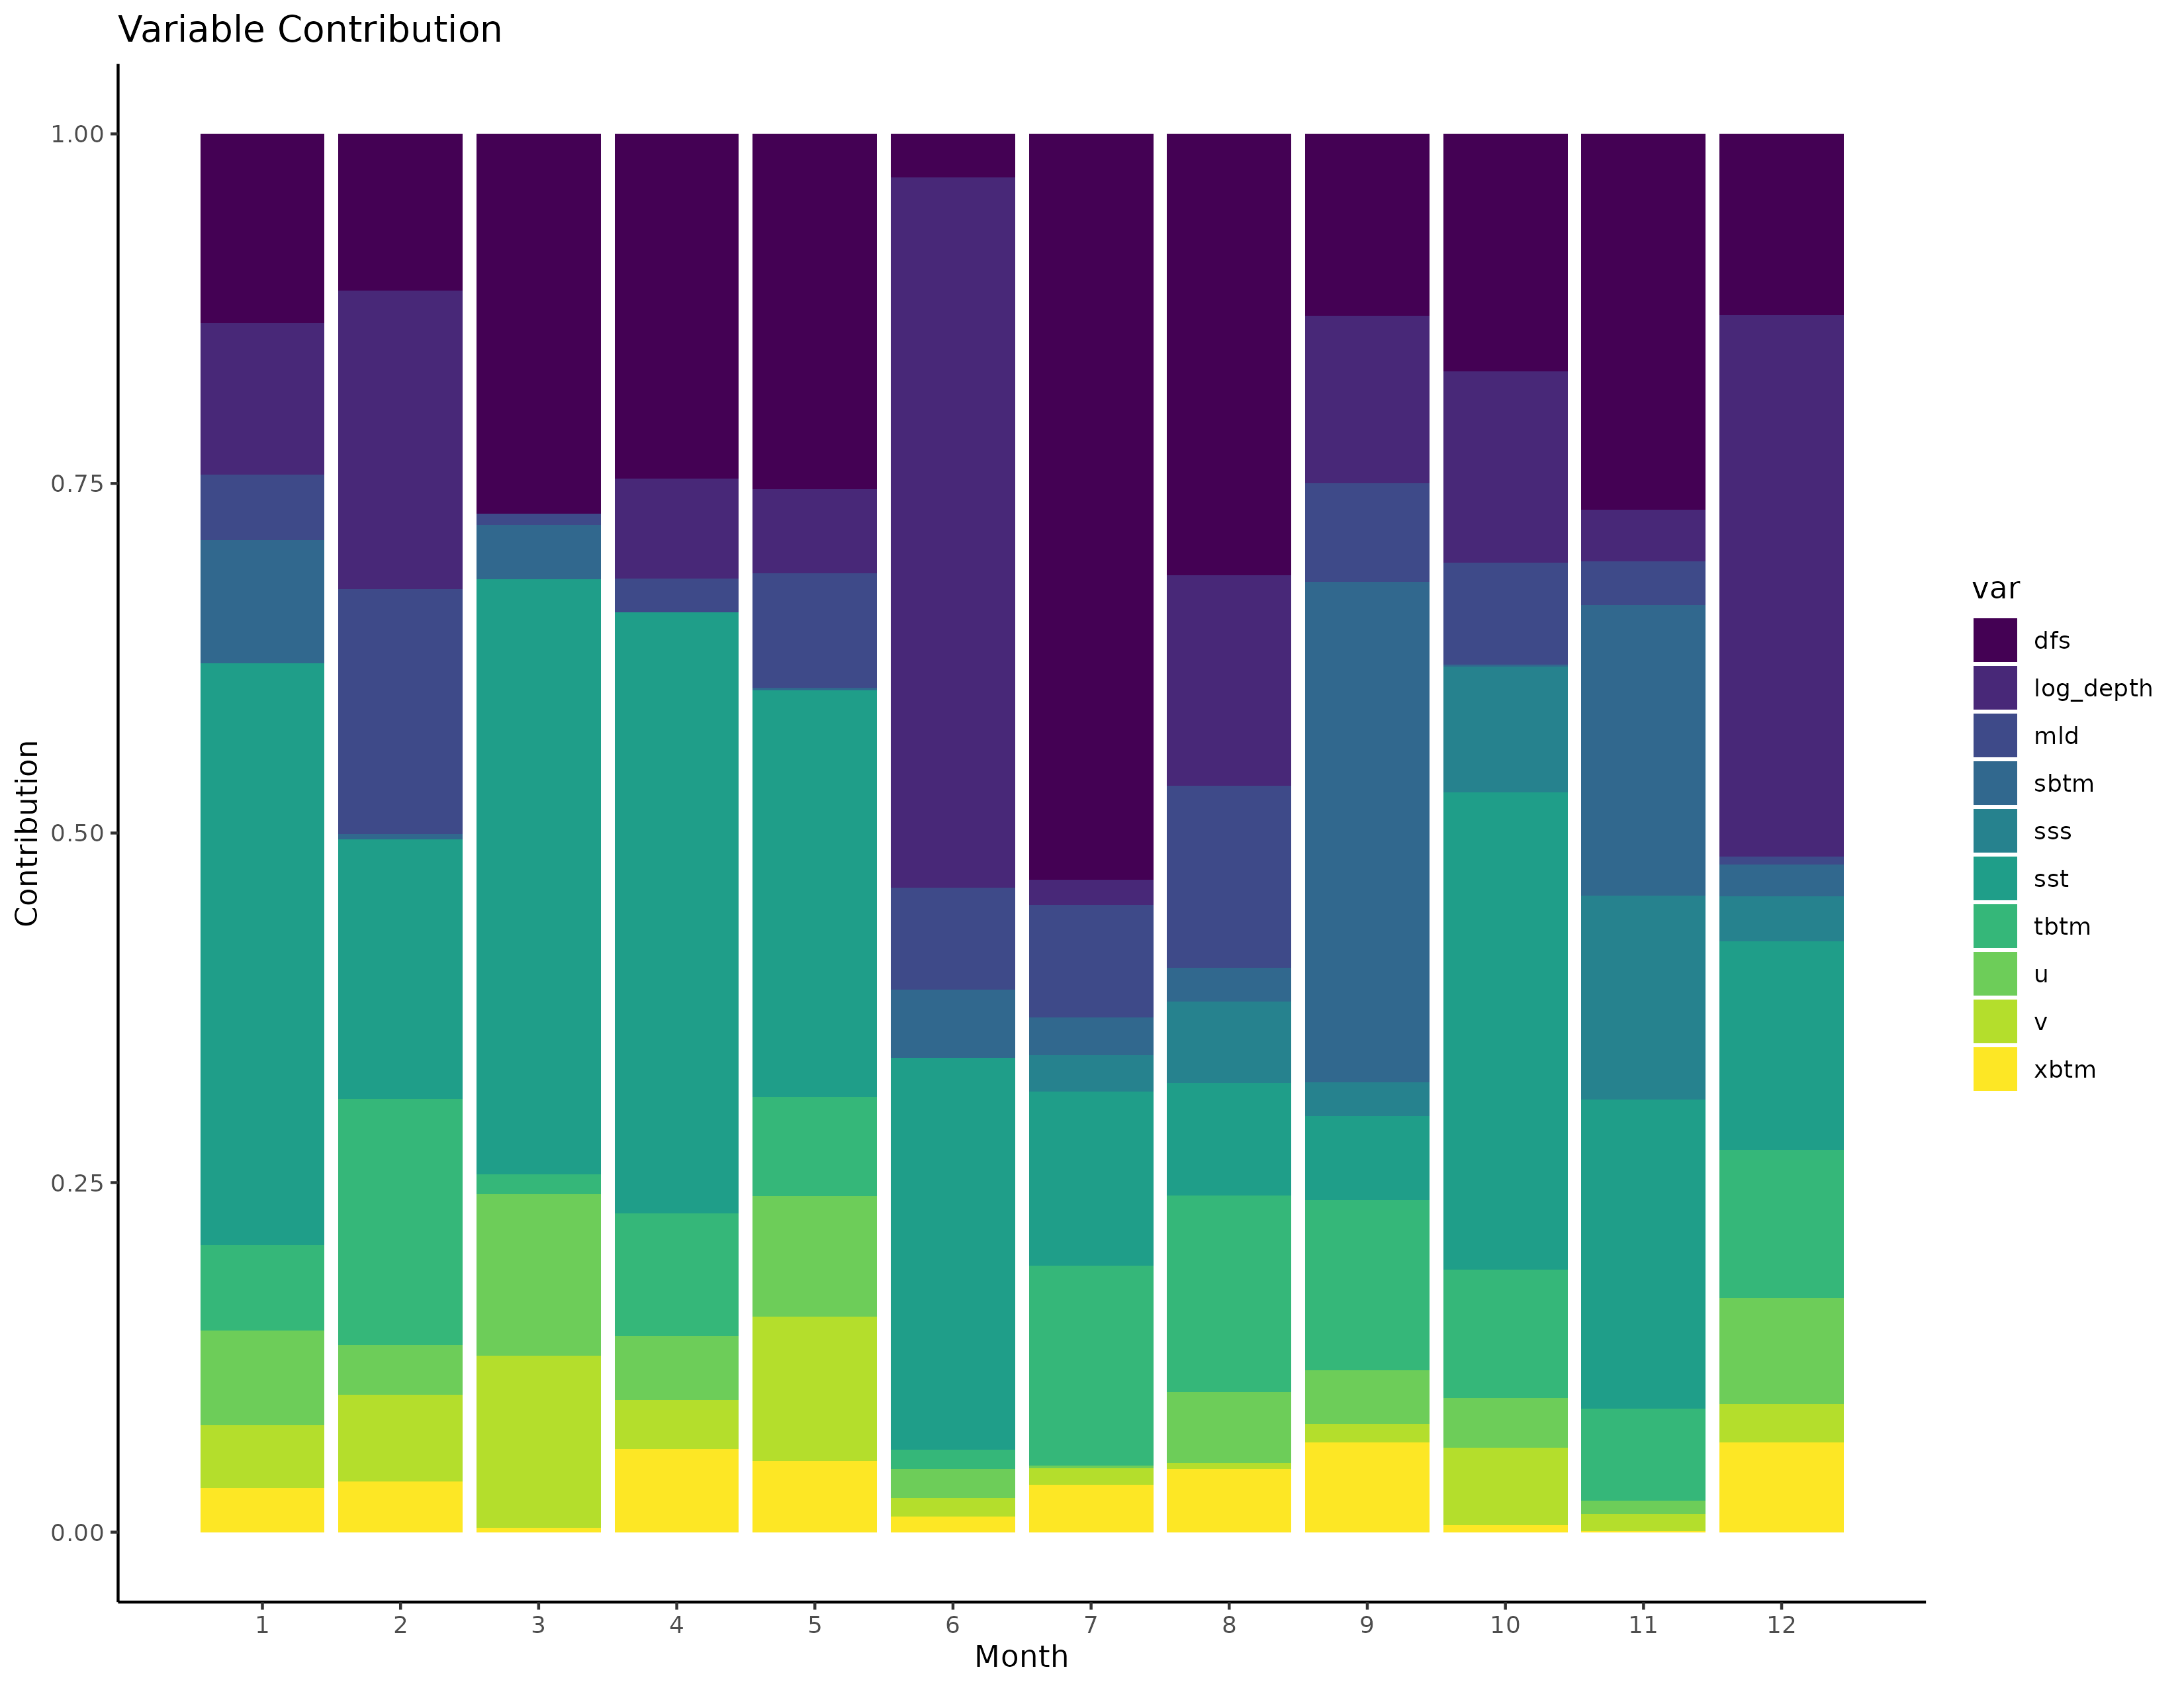 Variable Contribution
Contribution
1.00
0.75
0.50
0.25
0.00
1 2 3 4 5 6 7 8 9 10 11 12
Month
var
dfs
log_depth
mld
sbtm
sss
sst
tbtm
u
v
xbtm